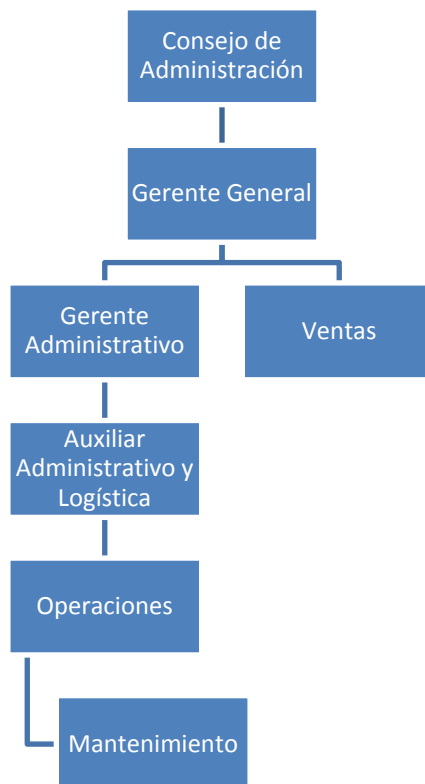 Consejo de
Administración
Gerente General
Gerente
Administrativo
Ventas
Auxiliar
Administrativo y
Logística
Operaciones
Mantenimiento